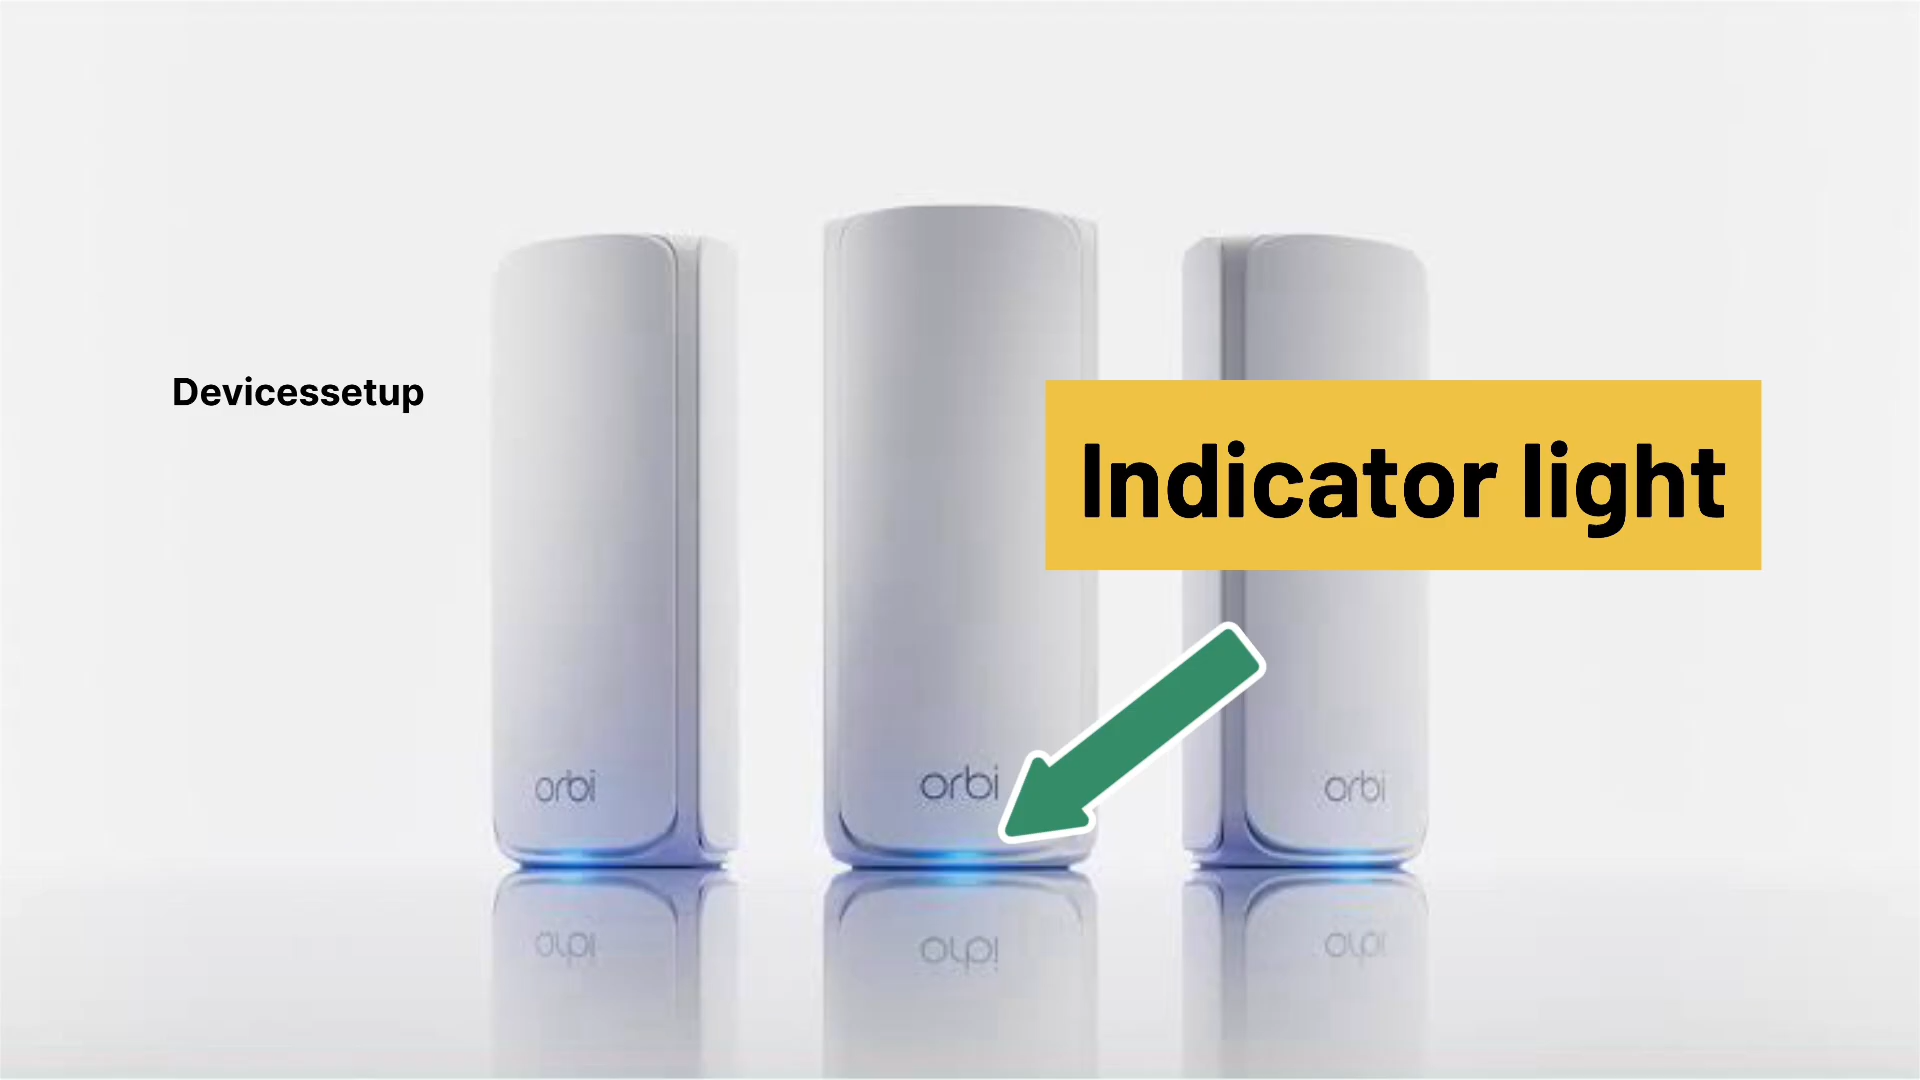 Devicessetup
Indicator light
orbi
orbi
orbi